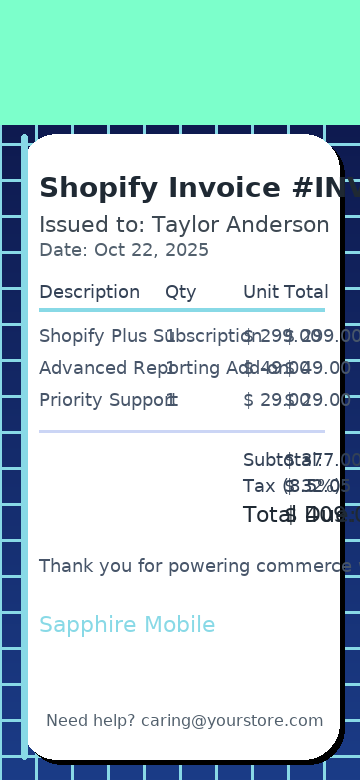 Shopify Invoice #INV
Issued to: Taylor Anderson
Date: Oct 22, 2025
Description Qty Unit Total
Shopify Plus Subscription 1 $ 299.00 $ 299.00
Advanced Reporting Add-on 1 $ 49.00 $ 49.00
Priority Support 1 $ 29.00 $ 29.00
Subtotal: $ 377.00
Tax (8.5%) $ 32.05
Total Due
Thank you for powering commerce
Sapphire Mobile
Need help? caring@yourstore.com